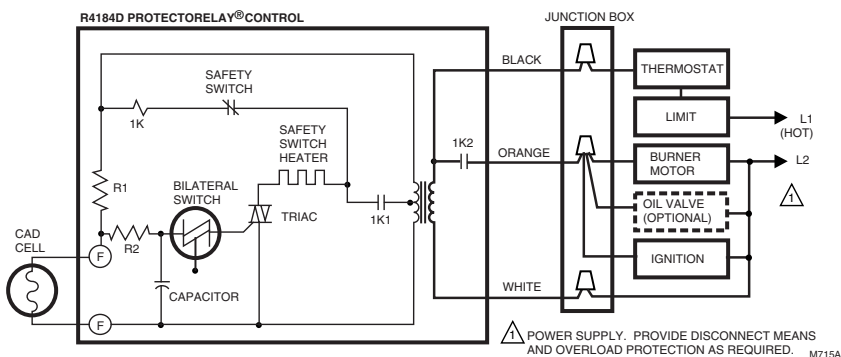 R4184D PROTECTORELAY® CONTROL
JUNCTION BOX
BLACK
THERMOSTAT
LIMIT
L1
(HOT)
SAFETY
SWITCH
1K
SAFETY
SWITCH
HEATER
1K2
ORANGE
BURNER
MOTOR
L2
1
R1
BILATERAL
SWITCH
TRIAC
1K1
OIL VALVE
(OPTIONAL)
CAD
CELL
F
R2
IGNITION
CAPACITOR
WHITE
F
1 POWER SUPPLY. PROVIDE DISCONNECT MEANS
AND OVERLOAD PROTECTION AS REQUIRED.
M715A